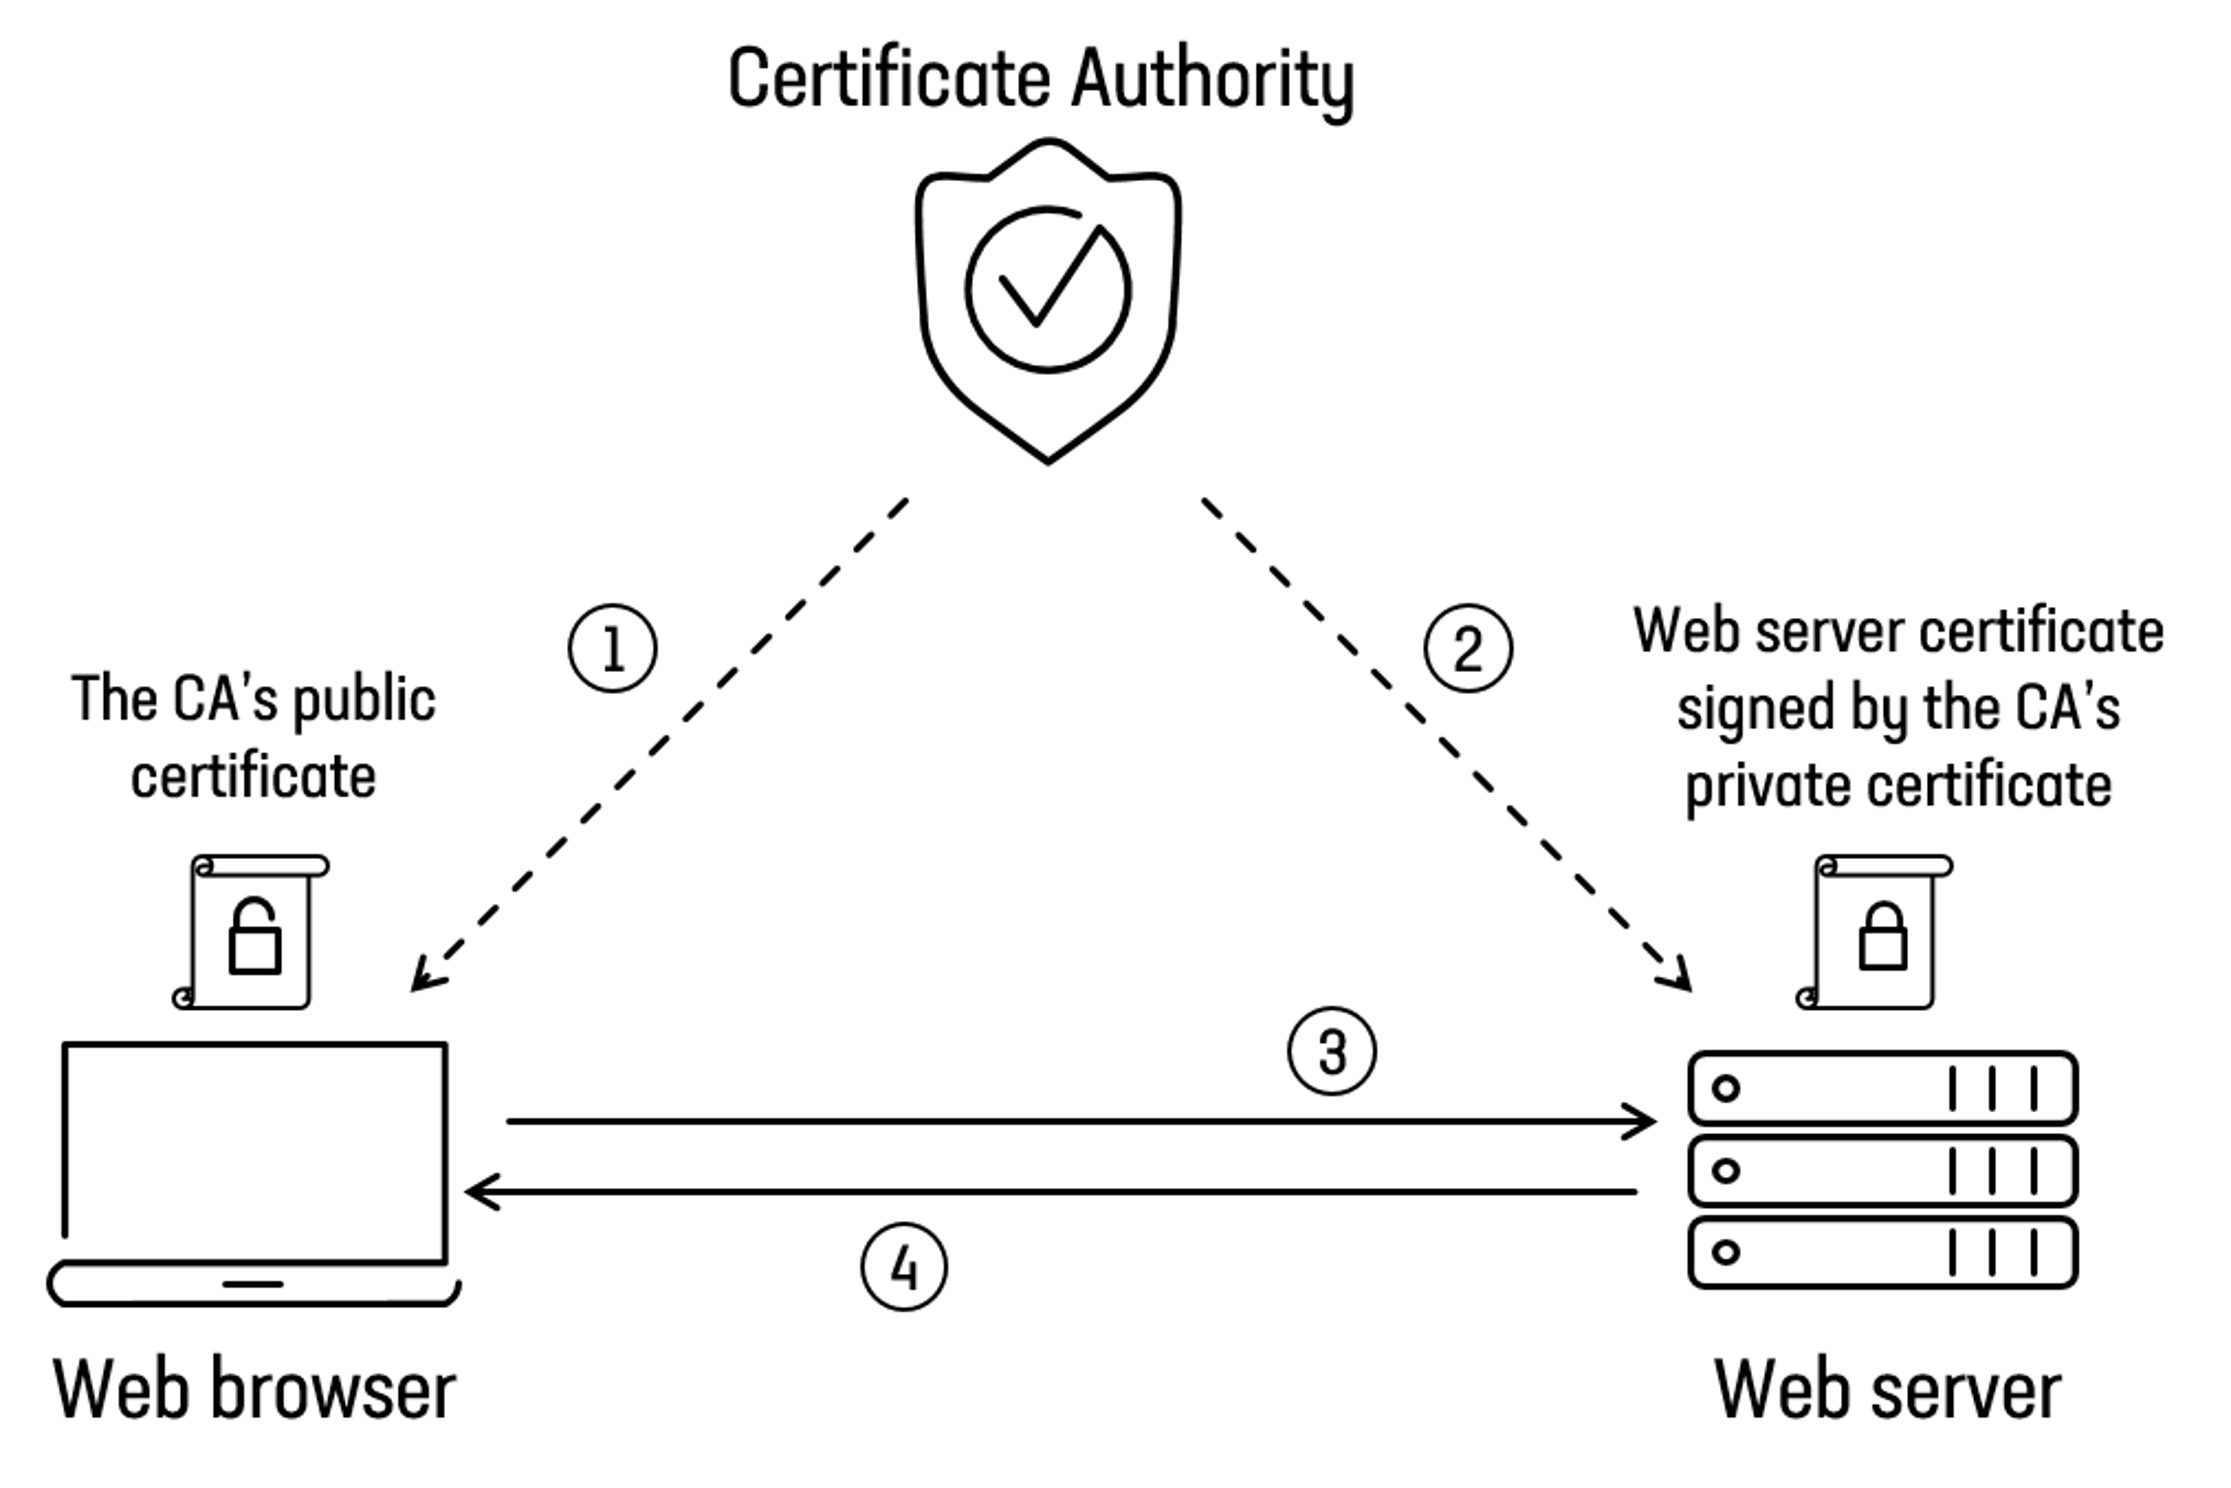 Certificate Authority
1
2
The CA's public
certificate
Web server certificate
signed by the CA's
private certificate
3
4
Web browser
Web server